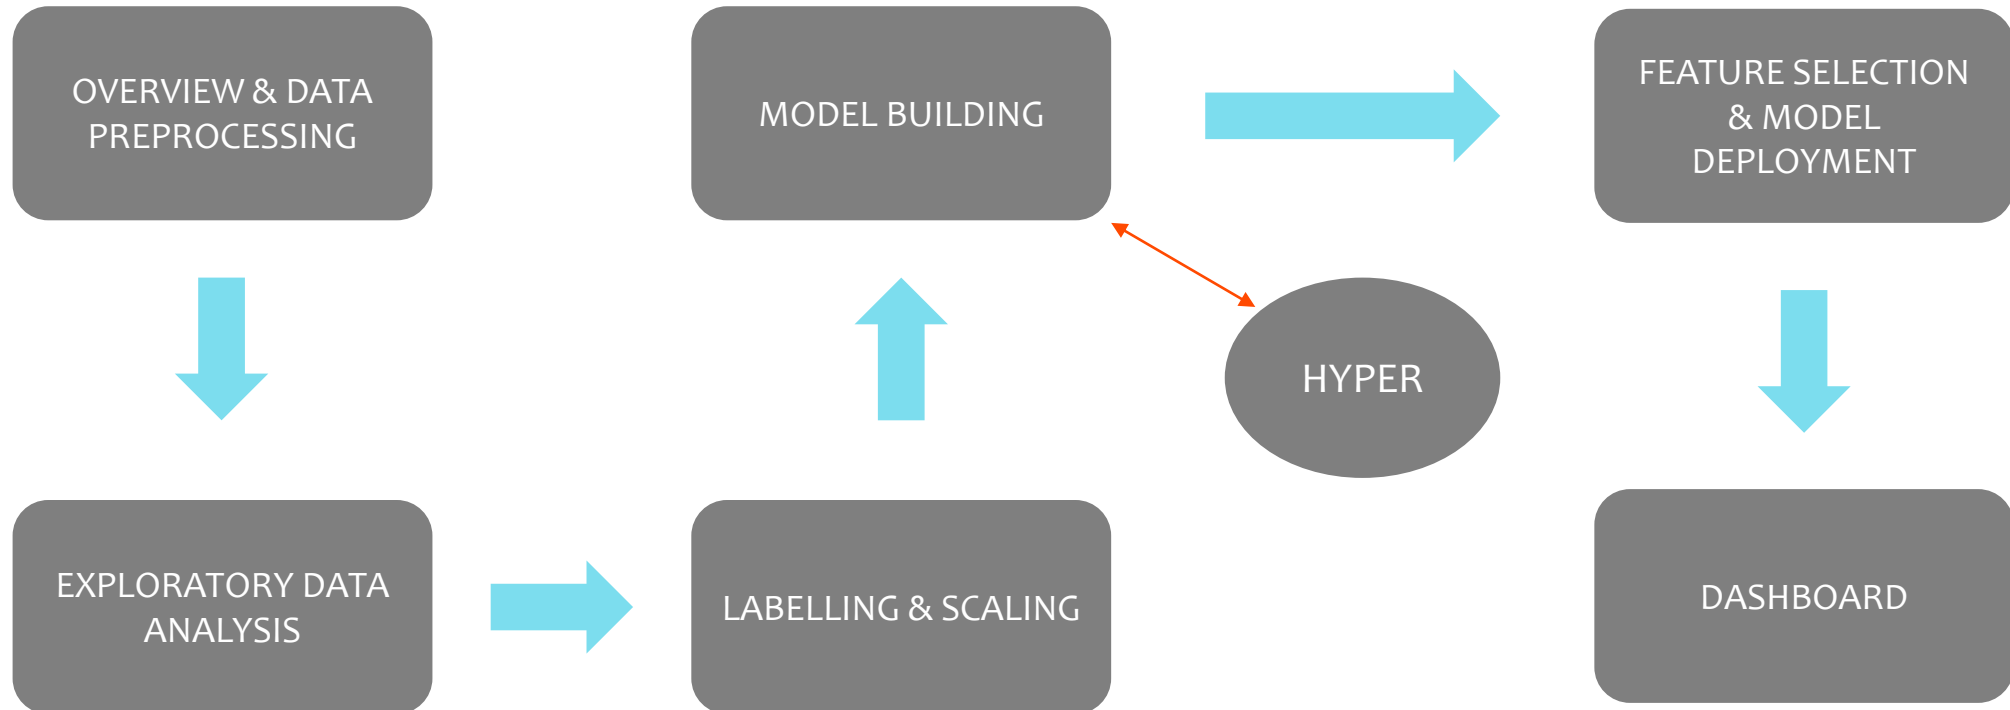 OVERVIEW & DATA
PREPROCESSING
MODEL BUILDING
FEATURE SELECTION
& MODEL
DEPLOYMENT
HYPER
EXPLORATORY DATA
ANALYSIS
LABELLING & SCALING
DASHBOARD